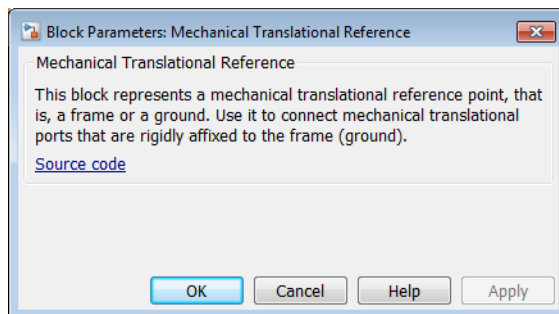 Block Parameters: Mechanical Translational Reference
Mechanical Translational Reference
This block represents a mechanical translational reference point, that
is, a frame or a ground. Use it to connect mechanical translational
ports that are rigidly affixed to the frame (ground).
Source code
OK Cancel Help Apply